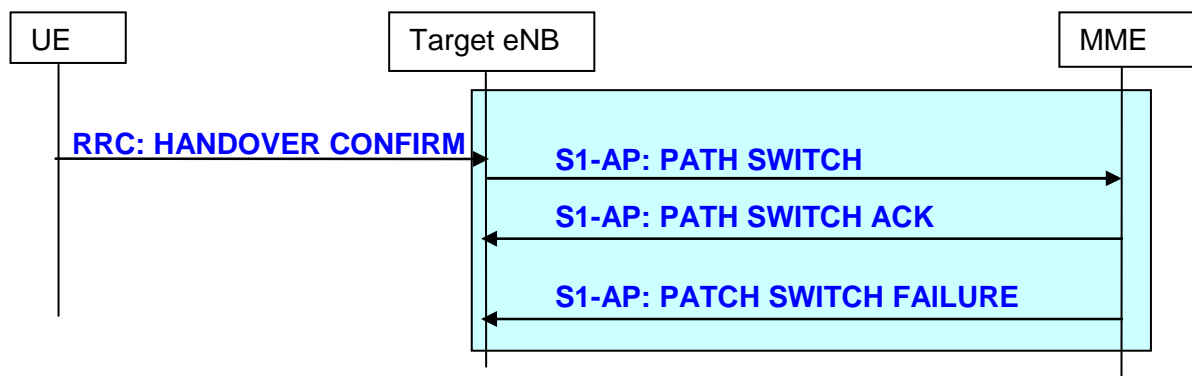 UE
Target eNB
MME
RRC: HANDOVER CONFIRM
S1-AP: PATH SWITCH
S1-AP: PATH SWITCH ACK
S1-AP: PATCH SWITCH FAILURE